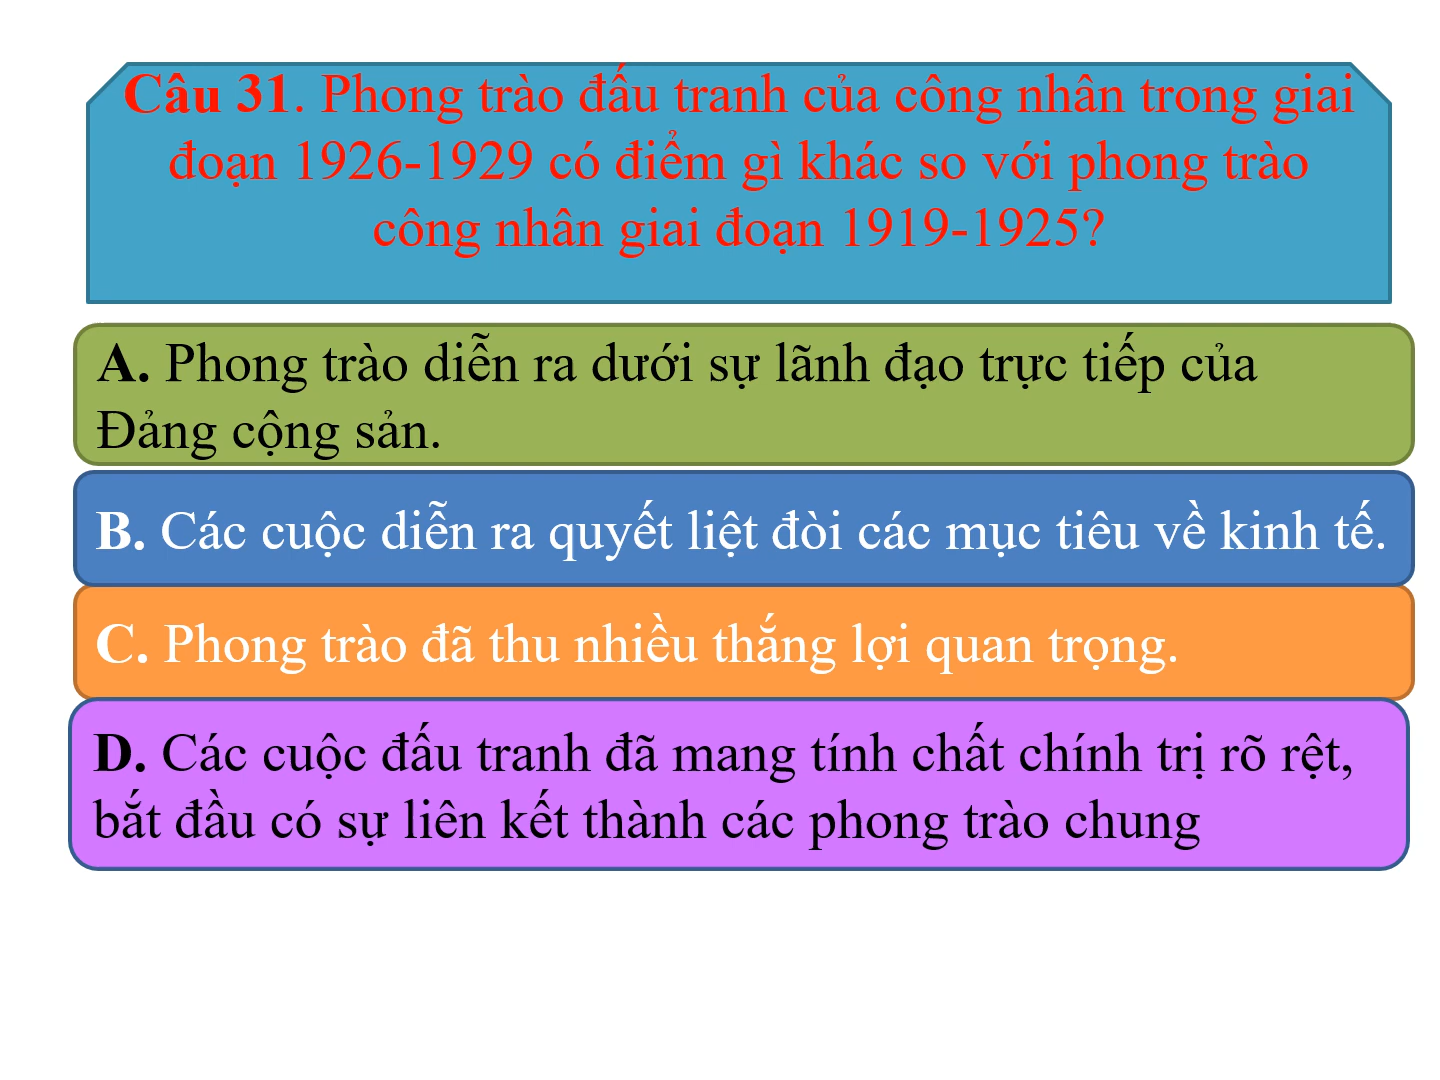 Câu 31. Phong trào đấu tranh của công nhân trong giai
đoạn 1926-1929 có điểm gì khác so với phong trào
công nhân giai đoạn 1919-1925?
A. Phong trào diễn ra dưới sự lãnh đạo trực tiếp của
Đảng cộng sản.
B. Các cuộc diễn ra quyết liệt đòi các mục tiêu về kinh tế.
C. Phong trào đã thu nhiều thắng lợi quan trọng.
D. Các cuộc đấu tranh đã mang tính chất chính trị rõ rệt,
bắt đầu có sự liên kết thành các phong trào chung